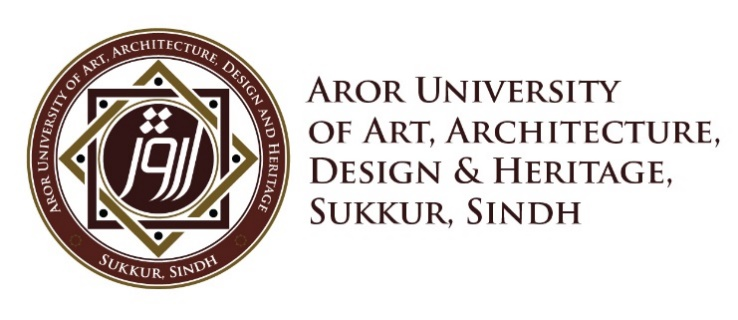 AROR UNIVERSITY OF ART, ARCHITECTURE, DESIGN AND HERITAGE
اروڙ
SUKKUR, SINDH
AROR UNIVERSITY
OF ART, ARCHITECTURE,
DESIGN & HERITAGE,
SUKKUR, SINDH